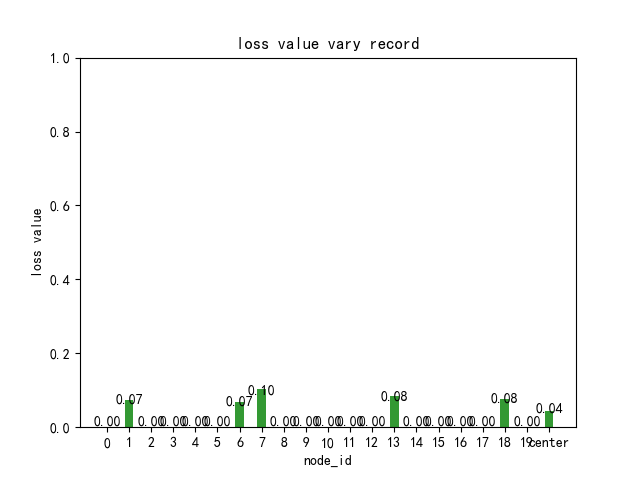 loss value vary record
1.0
0.8
0.6
0.4
0.2
0.0
loss value
0.00 0.07 0.00 0.00 0.00 0.00 0.07 0.10 0.00 0.00 0.00 0.00 0.00 0.08 0.00 0.00 0.00 0.00 0.08 0.00 0.04
0 1 2 3 4 5 6 7 8 9 10 11 12 13 14 15 16 17 18 19 center
node_id